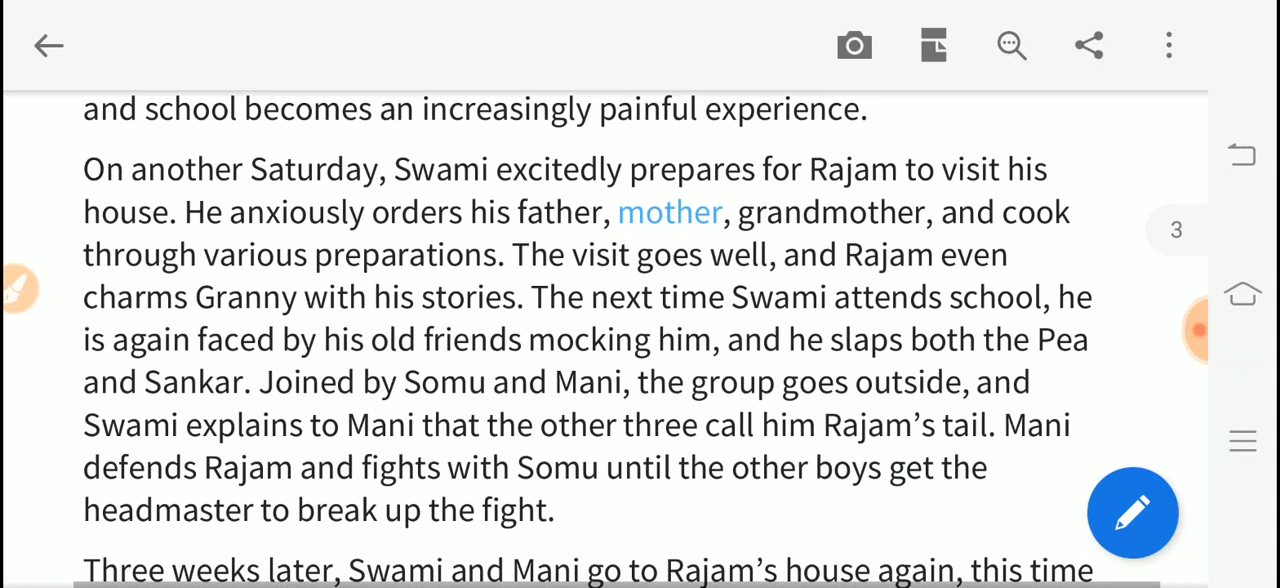 and school becomes an increasingly painful experience.
On another Saturday, Swami excitedly prepares for Rajam to visit his
house. He anxiously orders his father, mother, grandmother, and cook
through various preparations. The visit goes well, and Rajam even
charms Granny with his stories. The next time Swami attends school, he
is again faced by his old friends mocking him, and he slaps both the Pea
and Sankar. Joined by Somu and Mani, the group goes outside, and
Swami explains to Mani that the other three call him Rajam’s tail. Mani
defends Rajam and fights with Somu until the other boys get the
headmaster to break up the fight.
Three weeks later, Swami and Mani go to Rajam’s house again, this time
3